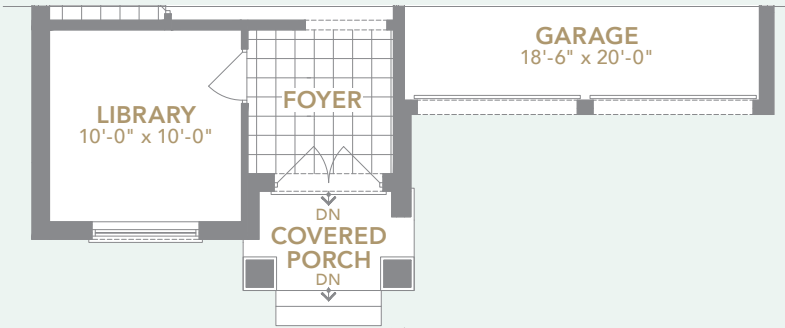 GARAGE
18'-6" x 20'-0"
FOYER
LIBRARY
10'-0" x 10'-0"
DN
COVERED
PORCH
DN